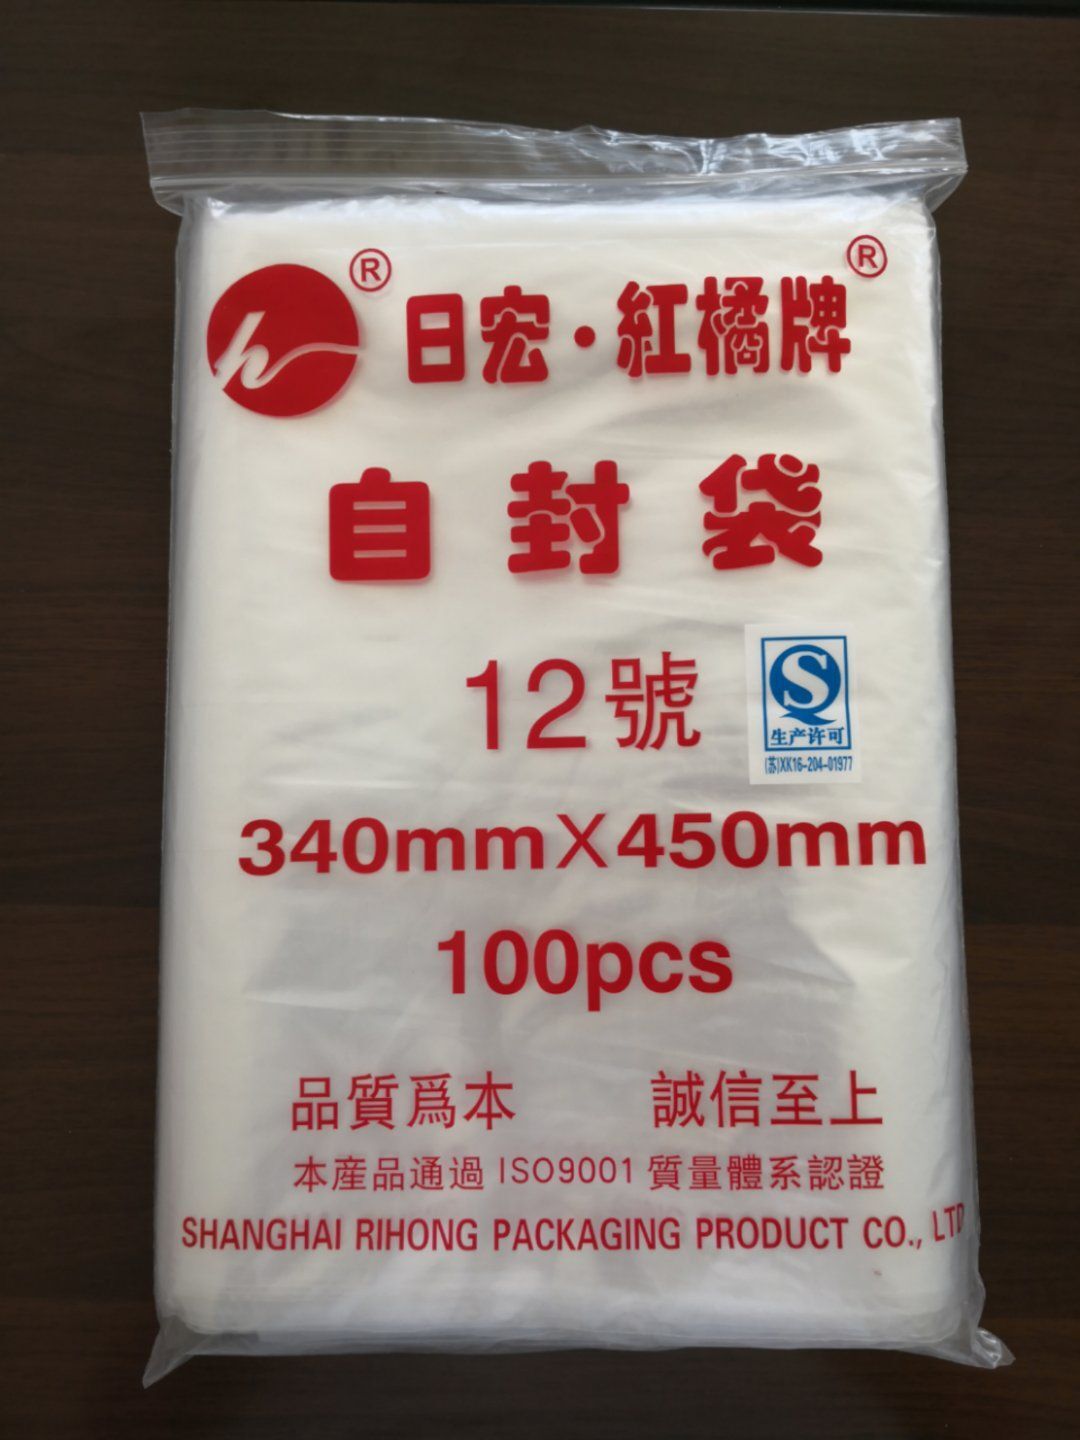 ® 日宏·紅橘牌 ®
自封袋
12號
QS
生产许可
(苏)XK16-204-01977
340mm X 450mm
100pcs
品質爲本 誠信至上
本産品通過 ISO9001 質量體系認證
SHANGHAI RIHONG PACKAGING PRODUCT CO., LTD